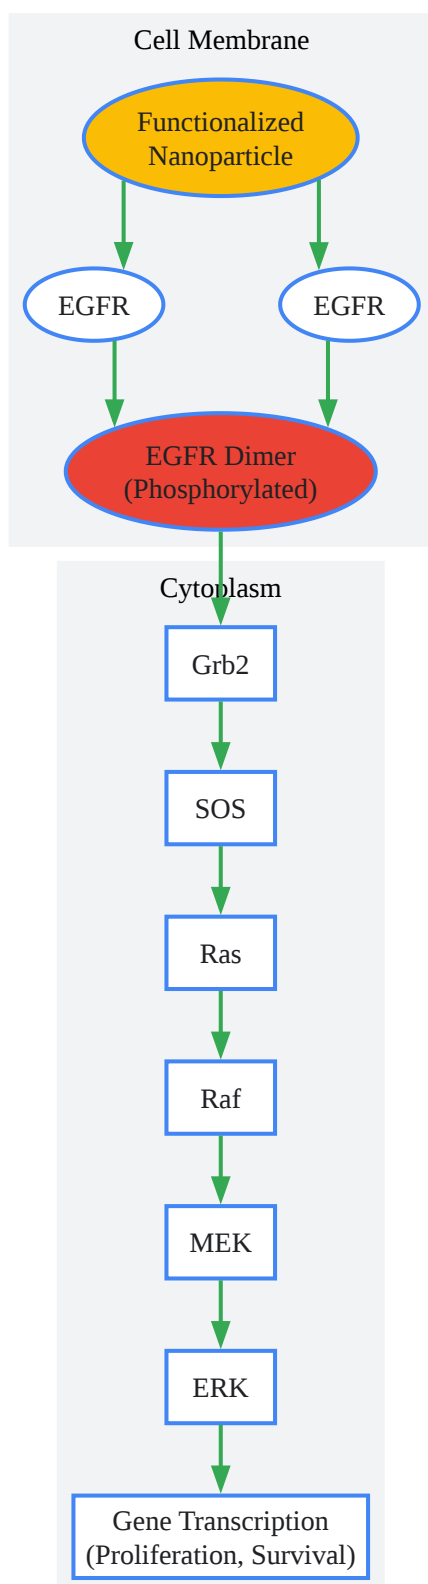 Cell Membrane
Functionalized
Nanoparticle
EGFR
EGFR
EGFR Dimer
(Phosphorylated)
Cytoplasm
Grb2
SOS
Ras
Raf
MEK
ERK
Gene Transcription
(Proliferation, Survival)